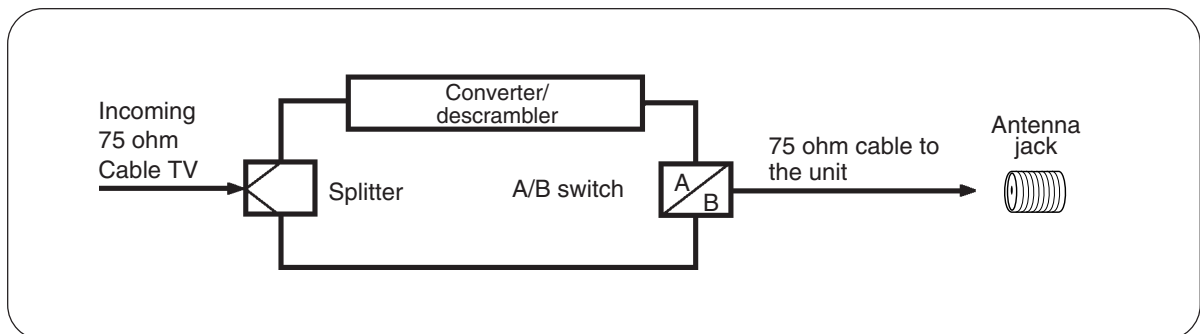 Incoming
75 ohm
Cable TV
Converter/
descrambler
Splitter
A/B switch
A
B
75 ohm cable to
the unit
Antenna
jack